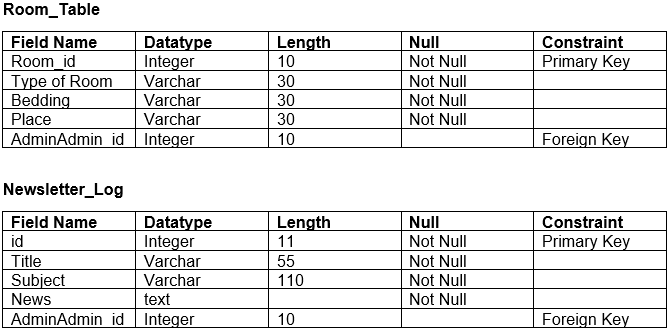 Room_Table
Field Name Datatype Length Null Constraint
Room_id Integer 10 Not Null Primary Key
Type of Room Varchar 30 Not Null
Bedding Varchar 30 Not Null
Place Varchar 30 Not Null
AdminAdmin_id Integer 10 Foreign Key
Newsletter_Log
Field Name Datatype Length Null Constraint
id Integer 11 Not Null Primary Key
Title Varchar 55 Not Null
Subject Varchar 110 Not Null
News text Not Null
AdminAdmin_id Integer 10 Foreign Key